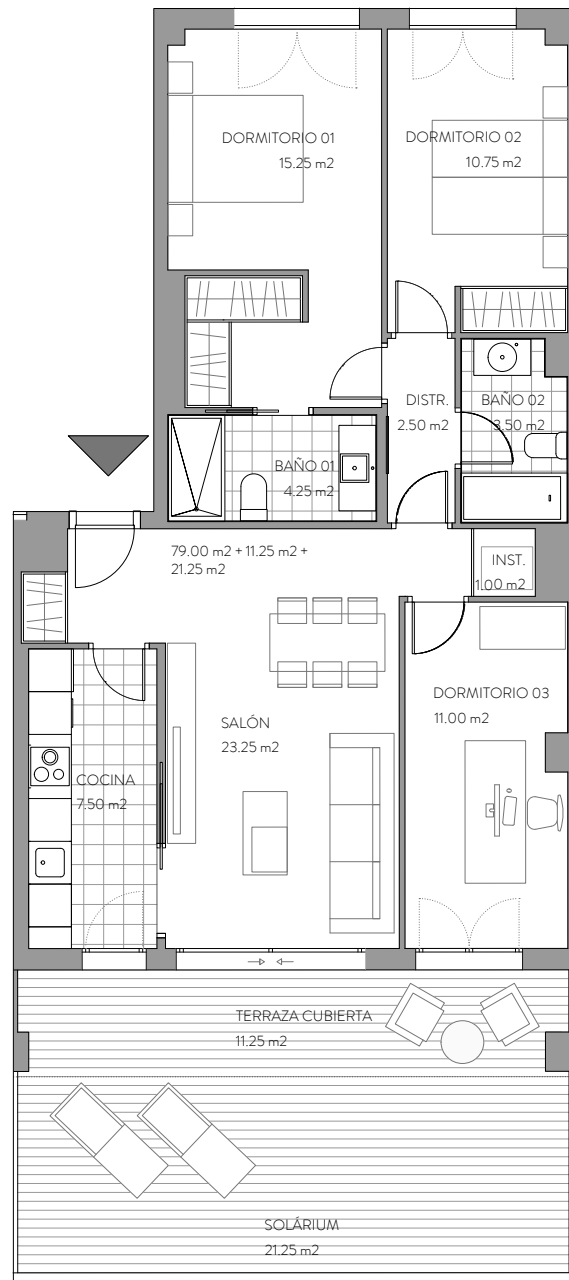 DORMITORIO 01
15.25 m2
DORMITORIO 02
10.75 m2
DISTR.
2.50 m2
BAÑO 02
3.50 m2
BAÑO 01
4.25 m2
79.00 m2 + 11.25 m2 +
21.25 m2
INST.
1.00 m2
DORMITORIO 03
11.00 m2
SALÓN
23.25 m2
COCINA
7.50 m2
TERRAZA CUBIERTA
11.25 m2
SOLÁRIUM
21.25 m2